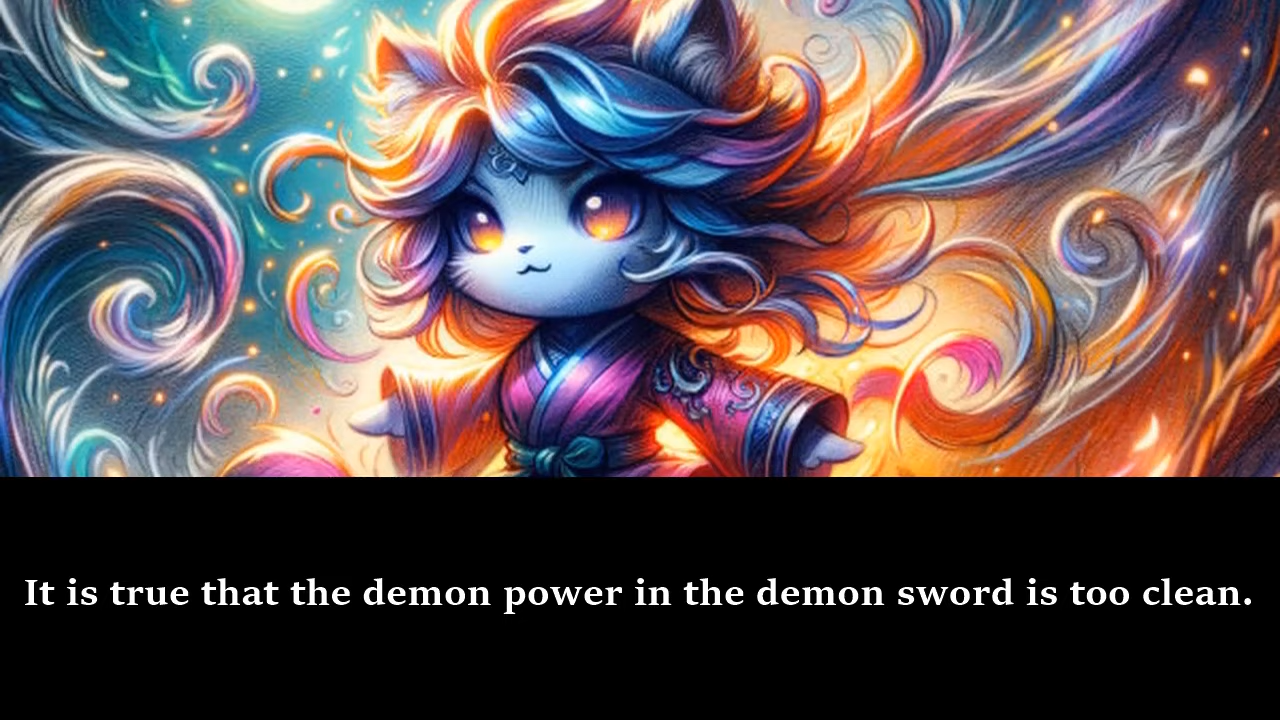 It is true that the demon power in the demon sword is too clean.